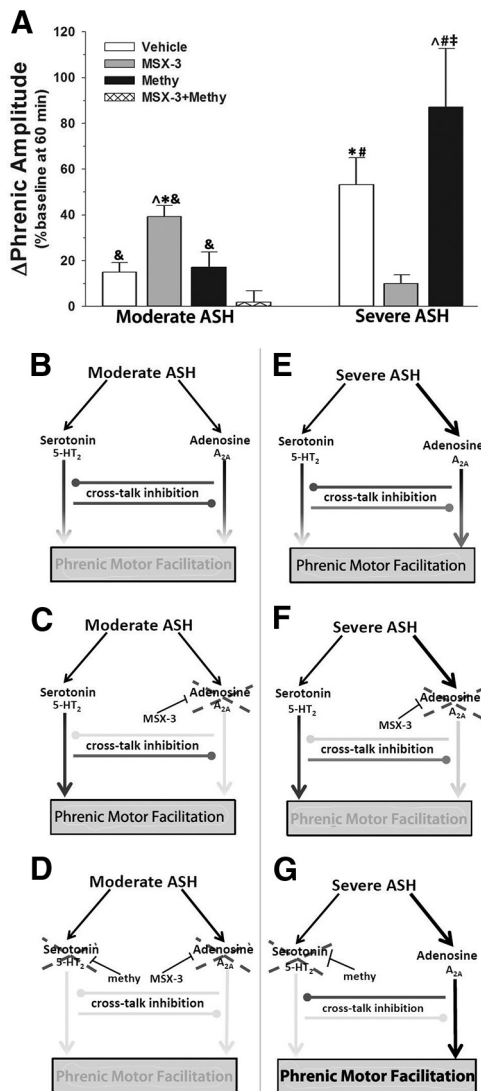 A
ΔPhrenic Amplitude
(%baseline at 60 min)
120
100
80
60
40
20
0
Vehicle
MSX-3
Methy
MSX-3+Methy
&
^*&
&
*#
^#‡
Moderate ASH
Severe ASH
B
Moderate ASH
Serotonin
5-HT2
Adenosine
A2A
cross-talk inhibition
Phrenic Motor Facilitation
C
Moderate ASH
Serotonin
5-HT2
Adenosine
A2A
MSX-3
cross-talk inhibition
Phrenic Motor Facilitation
D
Moderate ASH
Serotonin
5-HT2
Adenosine
A2A
methy
MSX-3
cross-talk inhibition
Phrenic Motor Facilitation
E
Severe ASH
Serotonin
5-HT2
Adenosine
A2A
cross-talk inhibition
Phrenic Motor Facilitation
F
Severe ASH
Serotonin
5-HT2
Adenosine
A2A
MSX-3
cross-talk inhibition
Phrenic Motor Facilitation
G
Severe ASH
Serotonin
5-HT2
Adenosine
A2A
methy
cross-talk inhibition
Phrenic Motor Facilitation